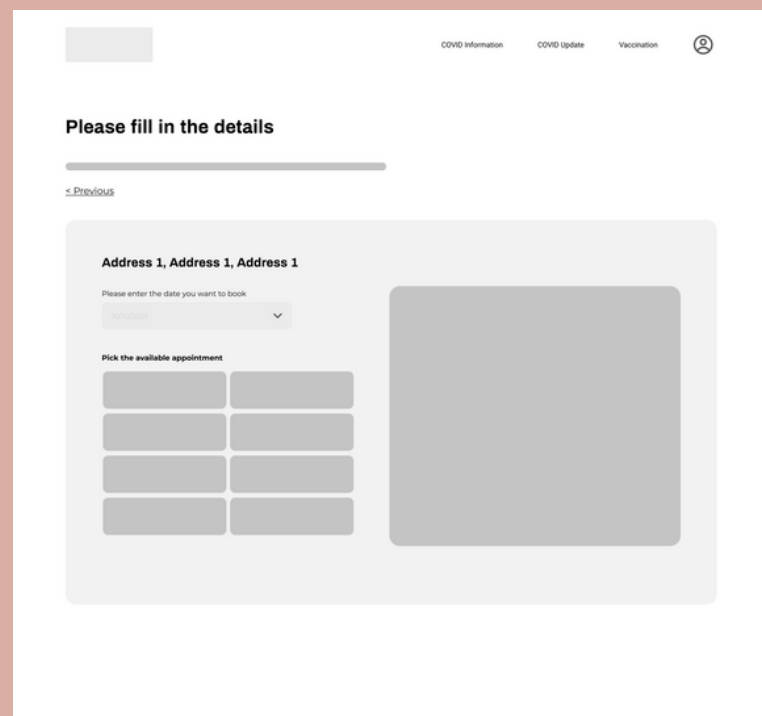 COVID Information COVID Update Vaccination
Please fill in the details
< Previous
Address 1, Address 1, Address 1
Please enter the date you want to book
Pick the available appointment